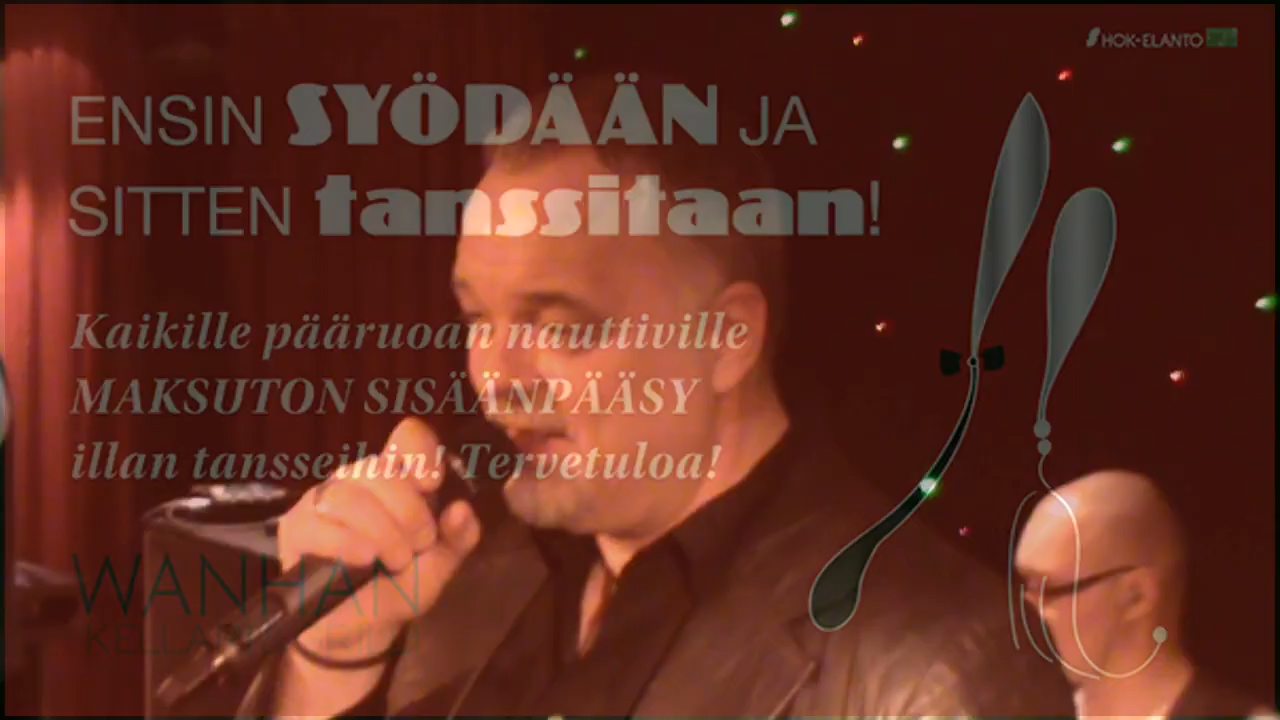 HOK-ELANTO
ENSIN SYÖDÄÄN JA
SITTEN tanssitaan!
Kaikille pääruoan nauttiville
MAKSUTON SISÄÄNPÄÄSY
illan tansseihin! Tervetuloa!
WANHAN